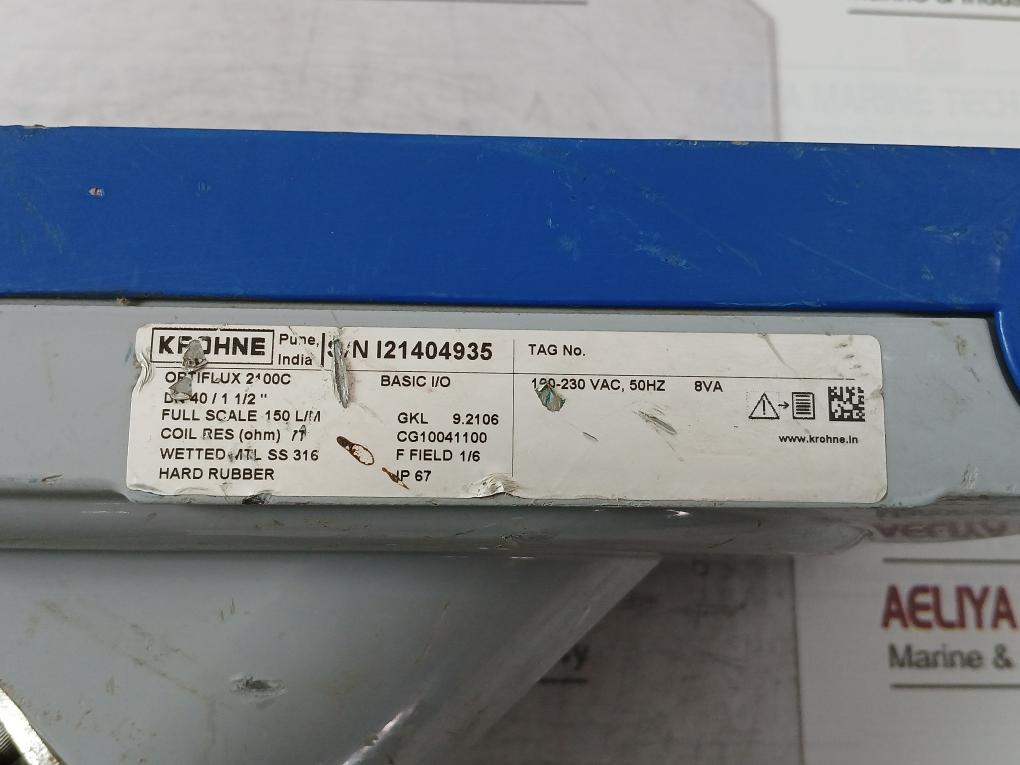 KROHNE
Pune,
India
S/N I21404935
TAG No.
OPTIFLUX 2100C
BASIC I/O
100-230 VAC, 50HZ 8VA
DN 40 / 1 1/2 "
FULL SCALE 150 L/M
GKL 9.2106
COIL RES (ohm)
CG10041100
WETTED MTL SS 316
F FIELD 1/6
HARD RUBBER
IP 67
www.krohne.in
AELIYA
Marine &